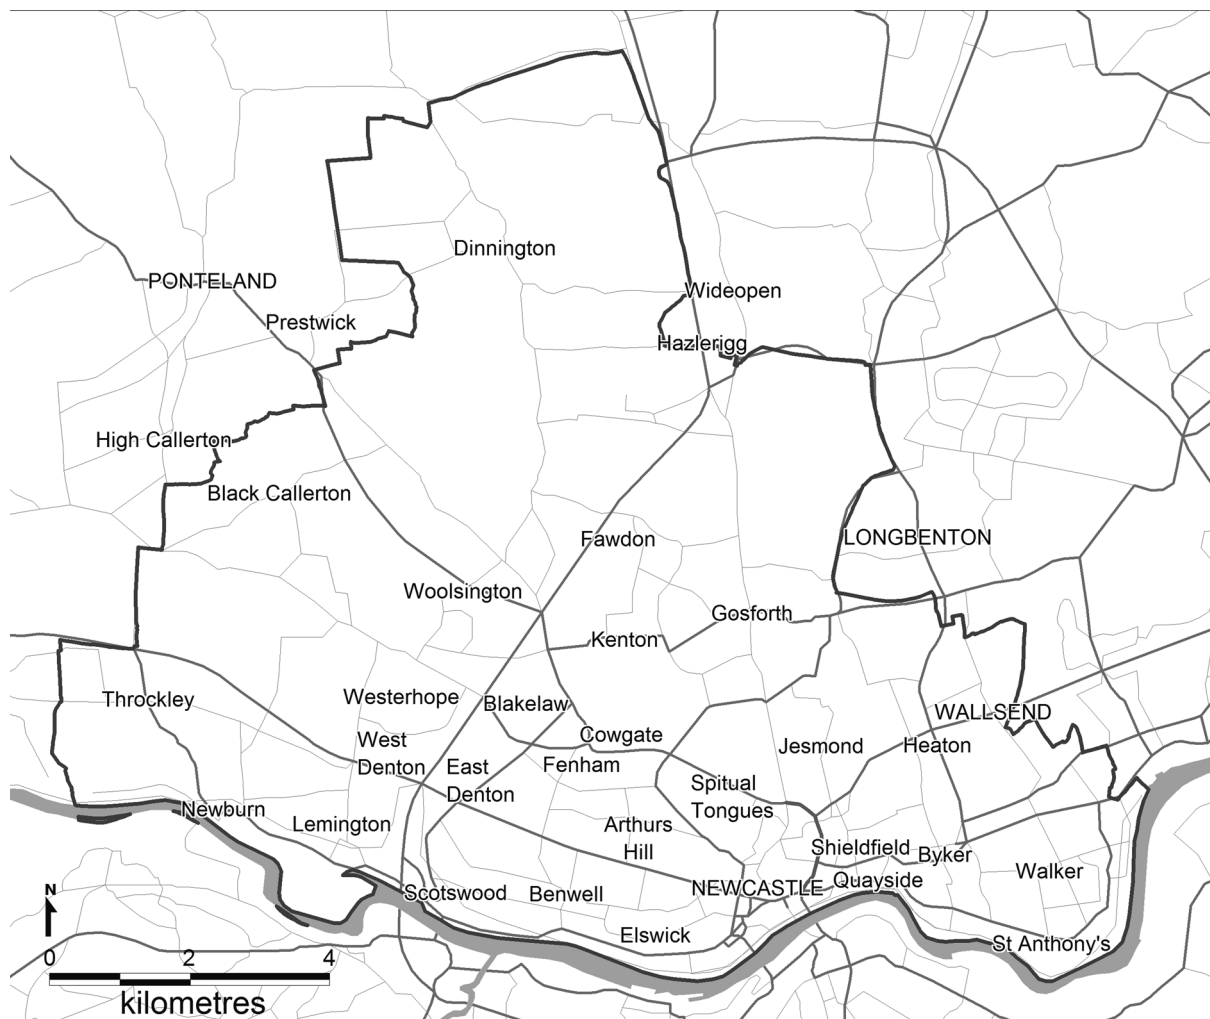 Dinnington
PONTELAND
Wideopen
Prestwick
Hazlerigg
High Callerton
Black Callerton
Fawdon
LONGBENTON
Woolsington
Gosforth
Kenton
Throckley
Westerhope
Blakelaw
WALLSEND
Cowgate
Jesmond
Heaton
West
Denton
East
Denton
Fenham
Spitual
Tongues
Newburn
Lemington
Arthurs
Hill
Shieldfield
Byker
Walker
Quayside
NEWCASTLE
Scotswood
Benwell
Elswick
St Anthony's
N
0 2 4
kilometres